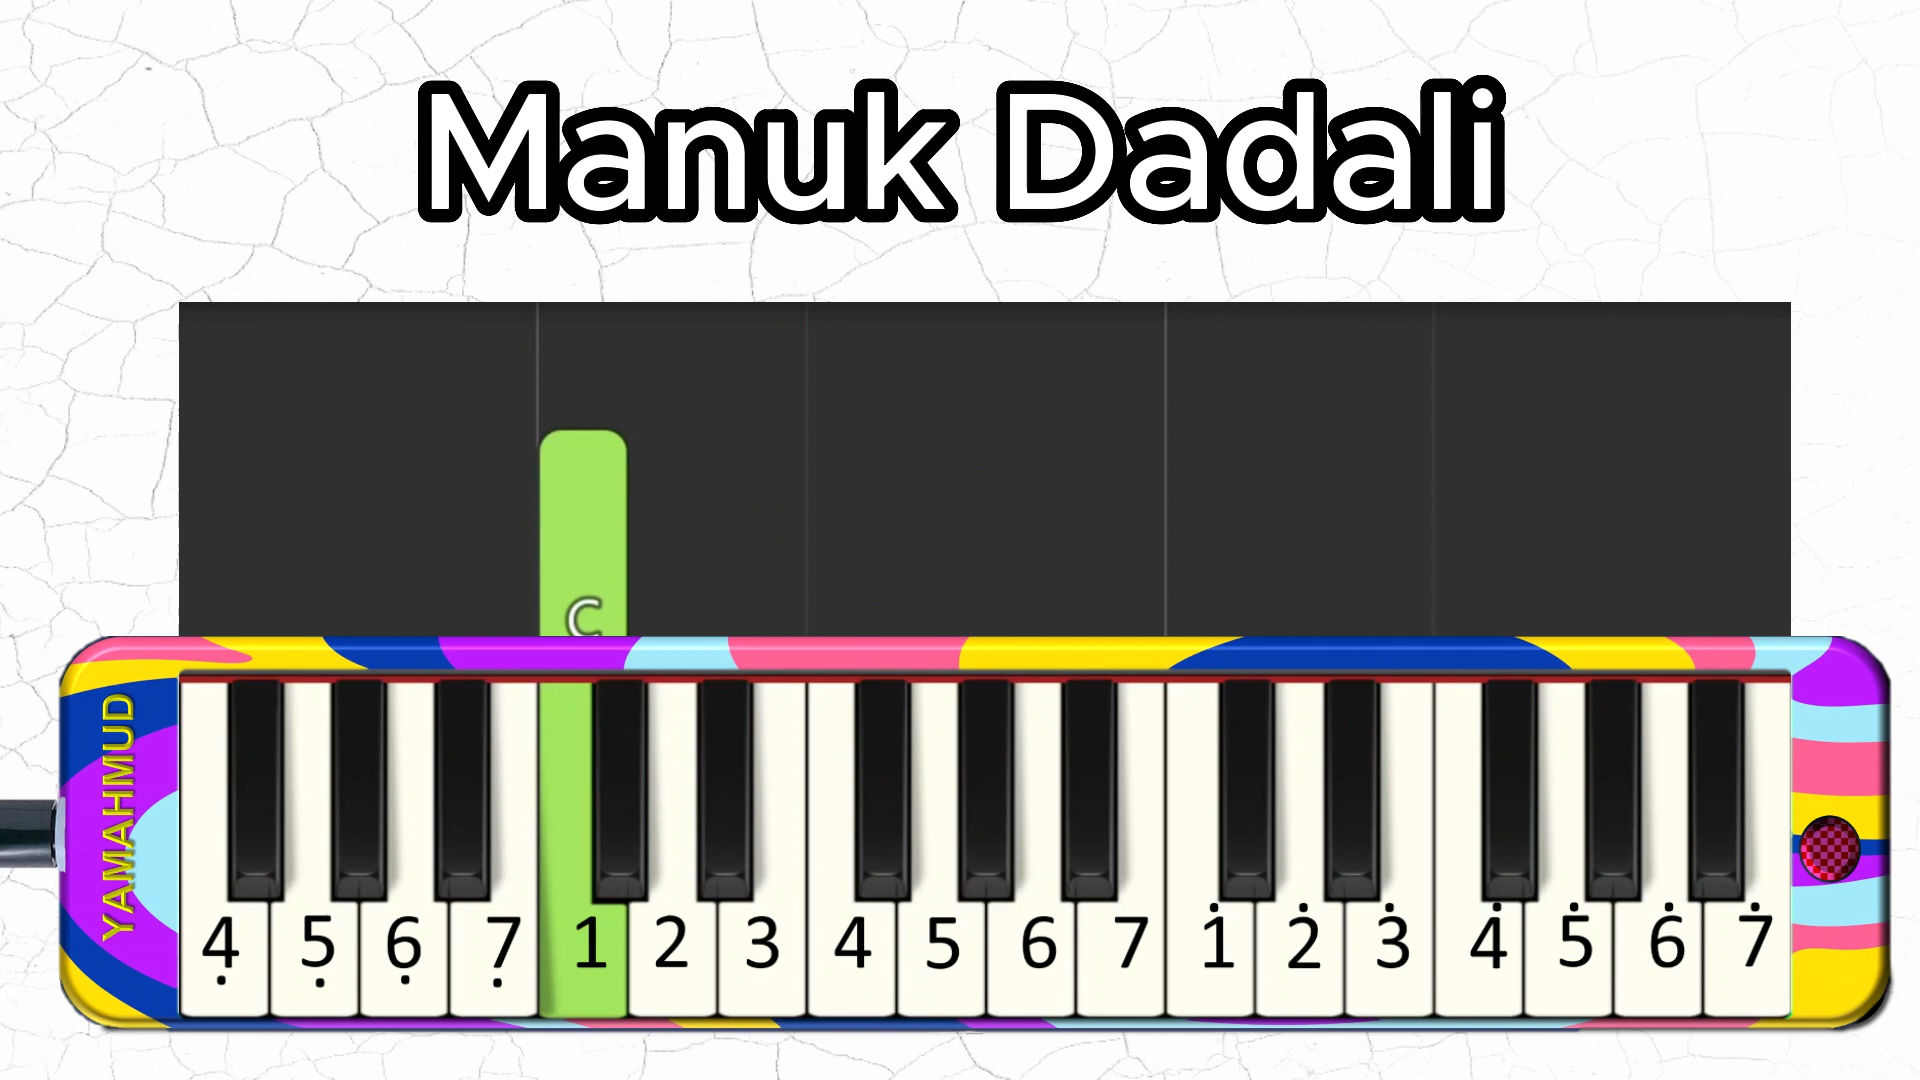 Manuk Dadali
C
YAMAHMUD
4̣ 5̣ 6̣ 7̣ 1 2 3 4 5 6 7 1̇ 2̇ 3̇ 4̇ 5̇ 6̇ 7̇